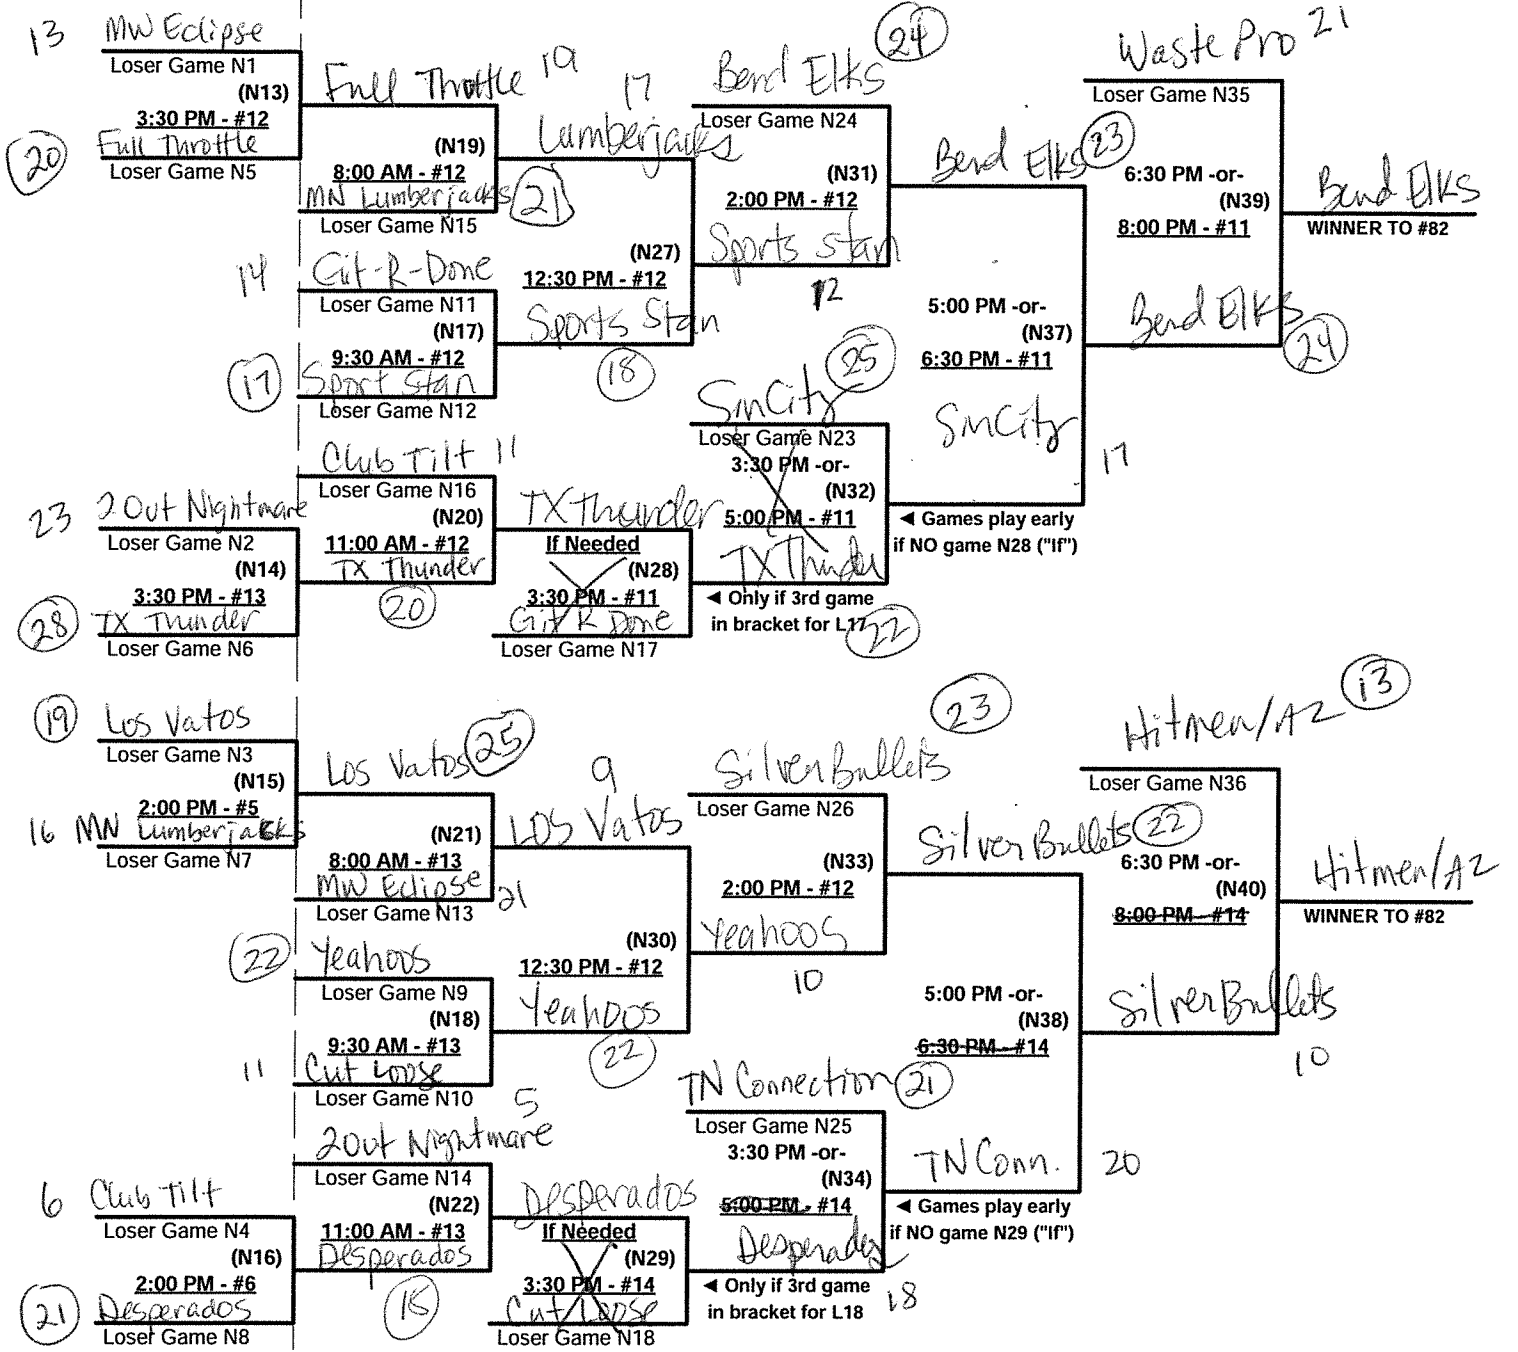 13 MW Eclipse
Loser Game N1
(N13)
3:30 PM - #12
20 Full Throttle
Loser Game N5
Full Throttle 19
(N19)
8:00 AM - #12
MN Lumberjacks 21
Loser Game N15
14 Git-R-Done
Loser Game N11
(N17)
9:30 AM - #12
17 Sport Stan
Loser Game N12
17
Lumberjacks
(N27)
12:30 PM - #12
Sports Stan
18
Club Tilt 11
Loser Game N16
(N20)
11:00 AM - #12
TX Thunder
20
23 2 Out Nightmare
Loser Game N2
(N14)
3:30 PM - #13
28 TX Thunder
Loser Game N6
TX Thunder
If Needed
(N28)
3:30 PM - #11
Git R Done
Loser Game N17
Bend Elks 24
Loser Game N24
(N31)
2:00 PM - #12
Sports Stan
12
Sin City 25
Loser Game N23
3:30 PM -or-
(N32)
5:00 PM - #11
TX Thunder
◄ Only if 3rd game
in bracket for L17
22
Bend Elks 23
5:00 PM -or-
(N37)
6:30 PM - #11
Sin City
17
◄ Games play early
if NO game N28 ("If")
Waste Pro 21
Loser Game N35
6:30 PM -or-
(N39)
8:00 PM - #11
Bend Elks
24
Bend Elks
WINNER TO #82
19 Los Vatos
Loser Game N3
(N15)
2:00 PM - #5
16 MN Lumberjacks
Loser Game N7
Los Vatos 25
(N21)
8:00 AM - #13
MW Eclipse 21
Loser Game N13
22 Yeahoos
Loser Game N9
(N18)
9:30 AM - #13
11 Cut Loose
Loser Game N10
9
Los Vatos
(N30)
12:30 PM - #12
Yeahoos
22
5
2 Out Nightmare
Loser Game N14
(N22)
11:00 AM - #13
Desperados
15
6 Club Tilt
Loser Game N4
(N16)
2:00 PM - #6
21 Desperados
Loser Game N8
Desperados
If Needed
(N29)
3:30 PM - #14
Cut Loose
Loser Game N18
23
Silver Bullets
Loser Game N26
(N33)
2:00 PM - #12
Yeahoos
10
TN Connection 21
Loser Game N25
3:30 PM -or-
(N34)
5:00 PM - #14
Desperados
18
◄ Only if 3rd game
in bracket for L18
Silver Bullets 22
5:00 PM -or-
(N38)
6:30 PM - #14
TN Conn. 20
◄ Games play early
if NO game N29 ("If")
Hitmen/AZ 13
Loser Game N36
6:30 PM -or-
(N40)
8:00 PM - #14
Silver Bullets
10
Hitmen/AZ
WINNER TO #82